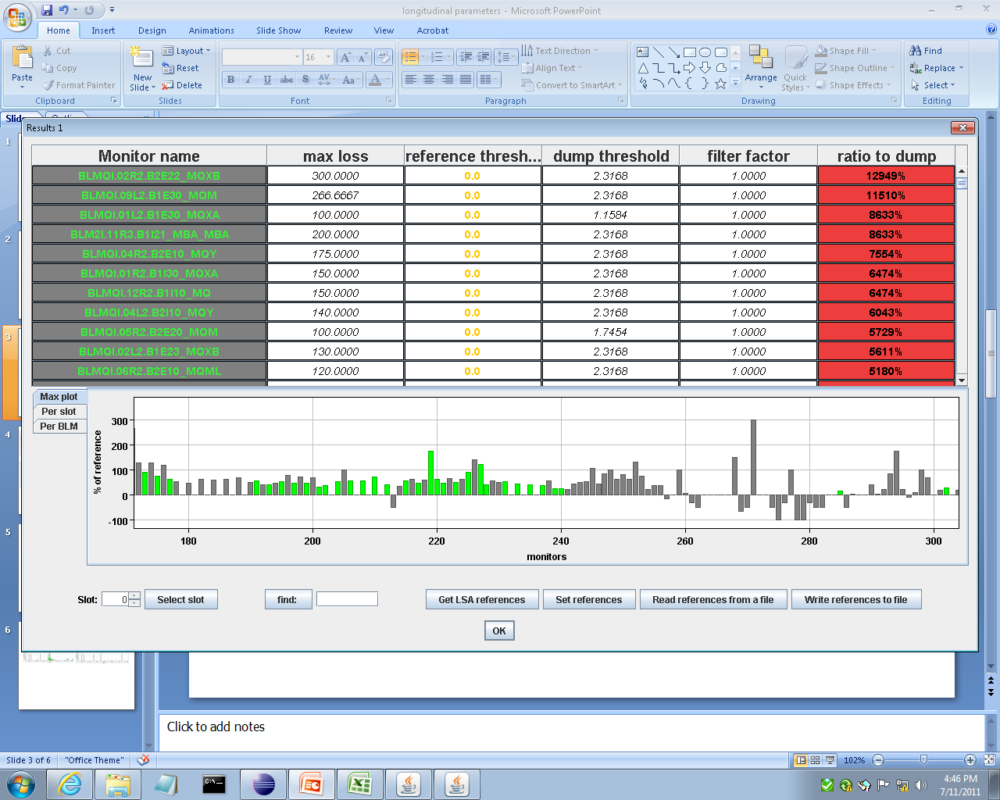 longitudinal parameters - Microsoft PowerPoint
Home Insert Design Animations Slide Show Review View Acrobat
Paste Cut Copy Format Painter
Clipboard
New Slide Layout Reset Delete
Slides
16
B I U abc S AV Aa A
Font
Text Direction
Align Text
Convert to SmartArt
Paragraph
Arrange Quick Styles Shape Fill Shape Outline Shape Effects
Drawing
Find
Replace
Select
Editing
Results 1
Monitor name max loss reference thresh... dump threshold filter factor ratio to dump
BLMQI.02R2.B2E22_MQXB 300.0000 0.0 2.3168 1.0000 12949%
BLMQI.09L2.B1E30_MQM 266.6667 0.0 2.3168 1.0000 11510%
BLMQI.01L2.B1E30_MQXA 100.0000 0.0 1.1584 1.0000 8633%
BLM2I.11R3.B1I21_MBA_MBA 200.0000 0.0 2.3168 1.0000 8633%
BLMQI.04R2.B2E10_MQY 175.0000 0.0 2.3168 1.0000 7554%
BLMQI.01R2.B1I30_MQXA 150.0000 0.0 2.3168 1.0000 6474%
BLMQI.12R2.B1I10_MQ 150.0000 0.0 2.3168 1.0000 6474%
BLMQI.04L2.B2I10_MQY 140.0000 0.0 2.3168 1.0000 6043%
BLMQI.05R2.B2E20_MQM 100.0000 0.0 1.7454 1.0000 5729%
BLMQI.02L2.B1E23_MQXB 130.0000 0.0 2.3168 1.0000 5611%
BLMQI.06R2.B2E10_MQML 120.0000 0.0 2.3168 1.0000 5180%
Max plot
Per slot
Per BLM
% of reference
300
200
100
0
-100
180 200 220 240 260 280 300
monitors
Slot: 0 Select slot find: Get LSA references Set references Read references from a file Write references to file
OK
1
2
3
4
5
6
Click to add notes
Slide 3 of 6 "Office Theme" 102%
4:46 PM
7/11/2011